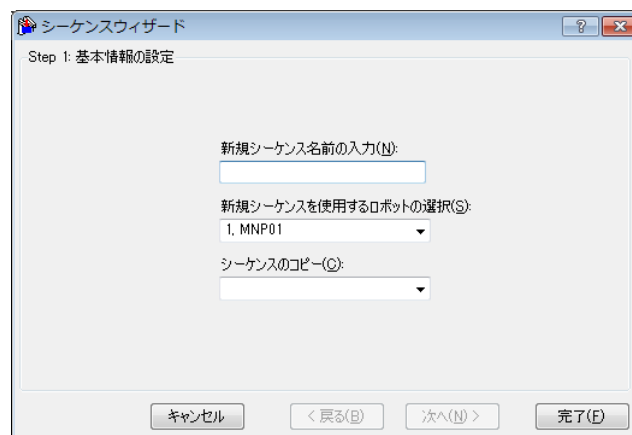 シーケンスウィザード
Step 1: 基本情報の設定
新規シーケンス名前の入力(N):
新規シーケンスを使用するロボットの選択(S):
1, MNP01
シーケンスのコピー(C):
キャンセル
< 戻る(B)
次へ(N) >
完了(F)